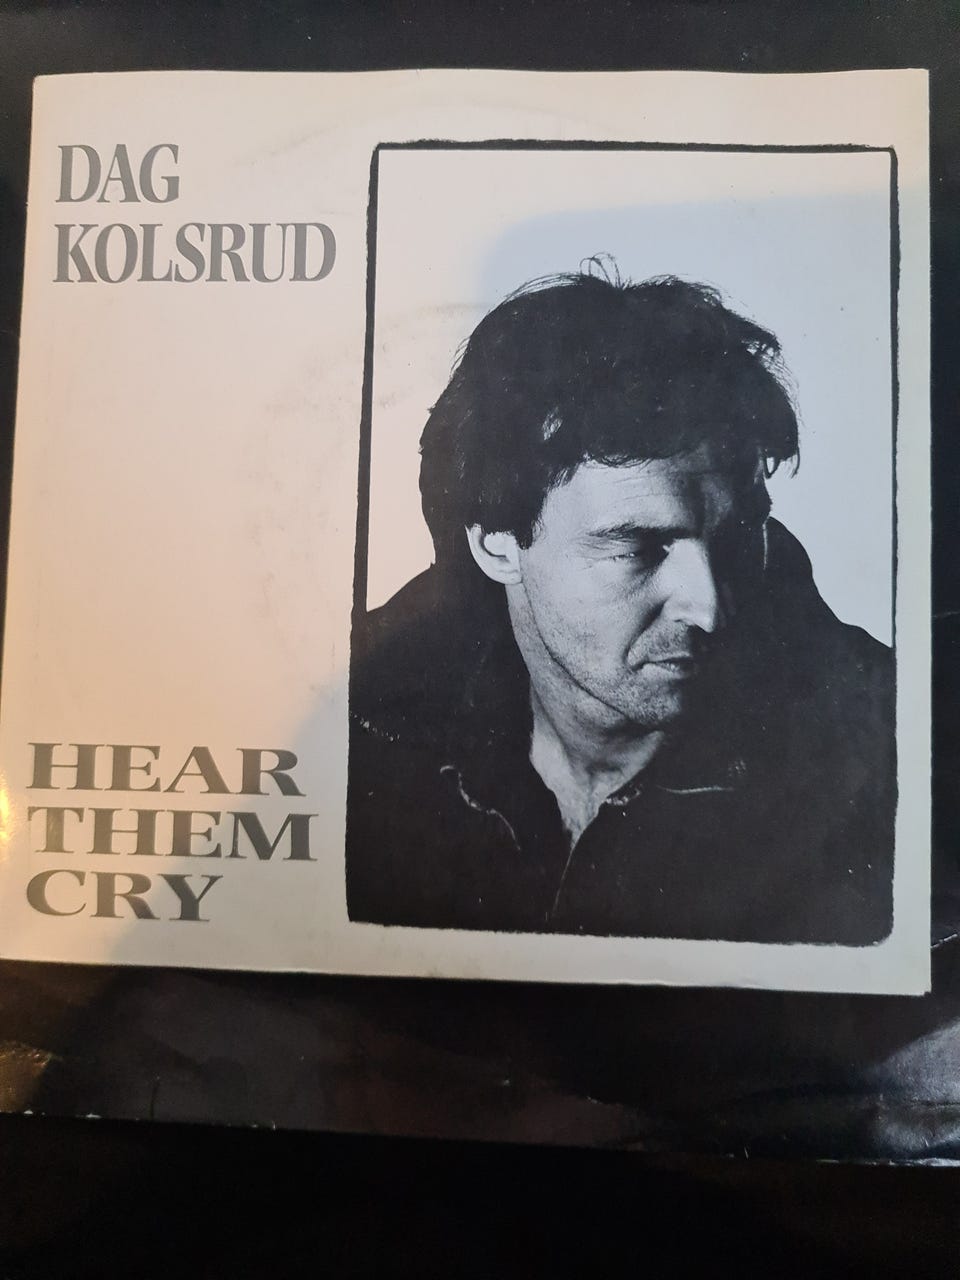 DAG
KOLSRUD
HEAR
THEM
CRY